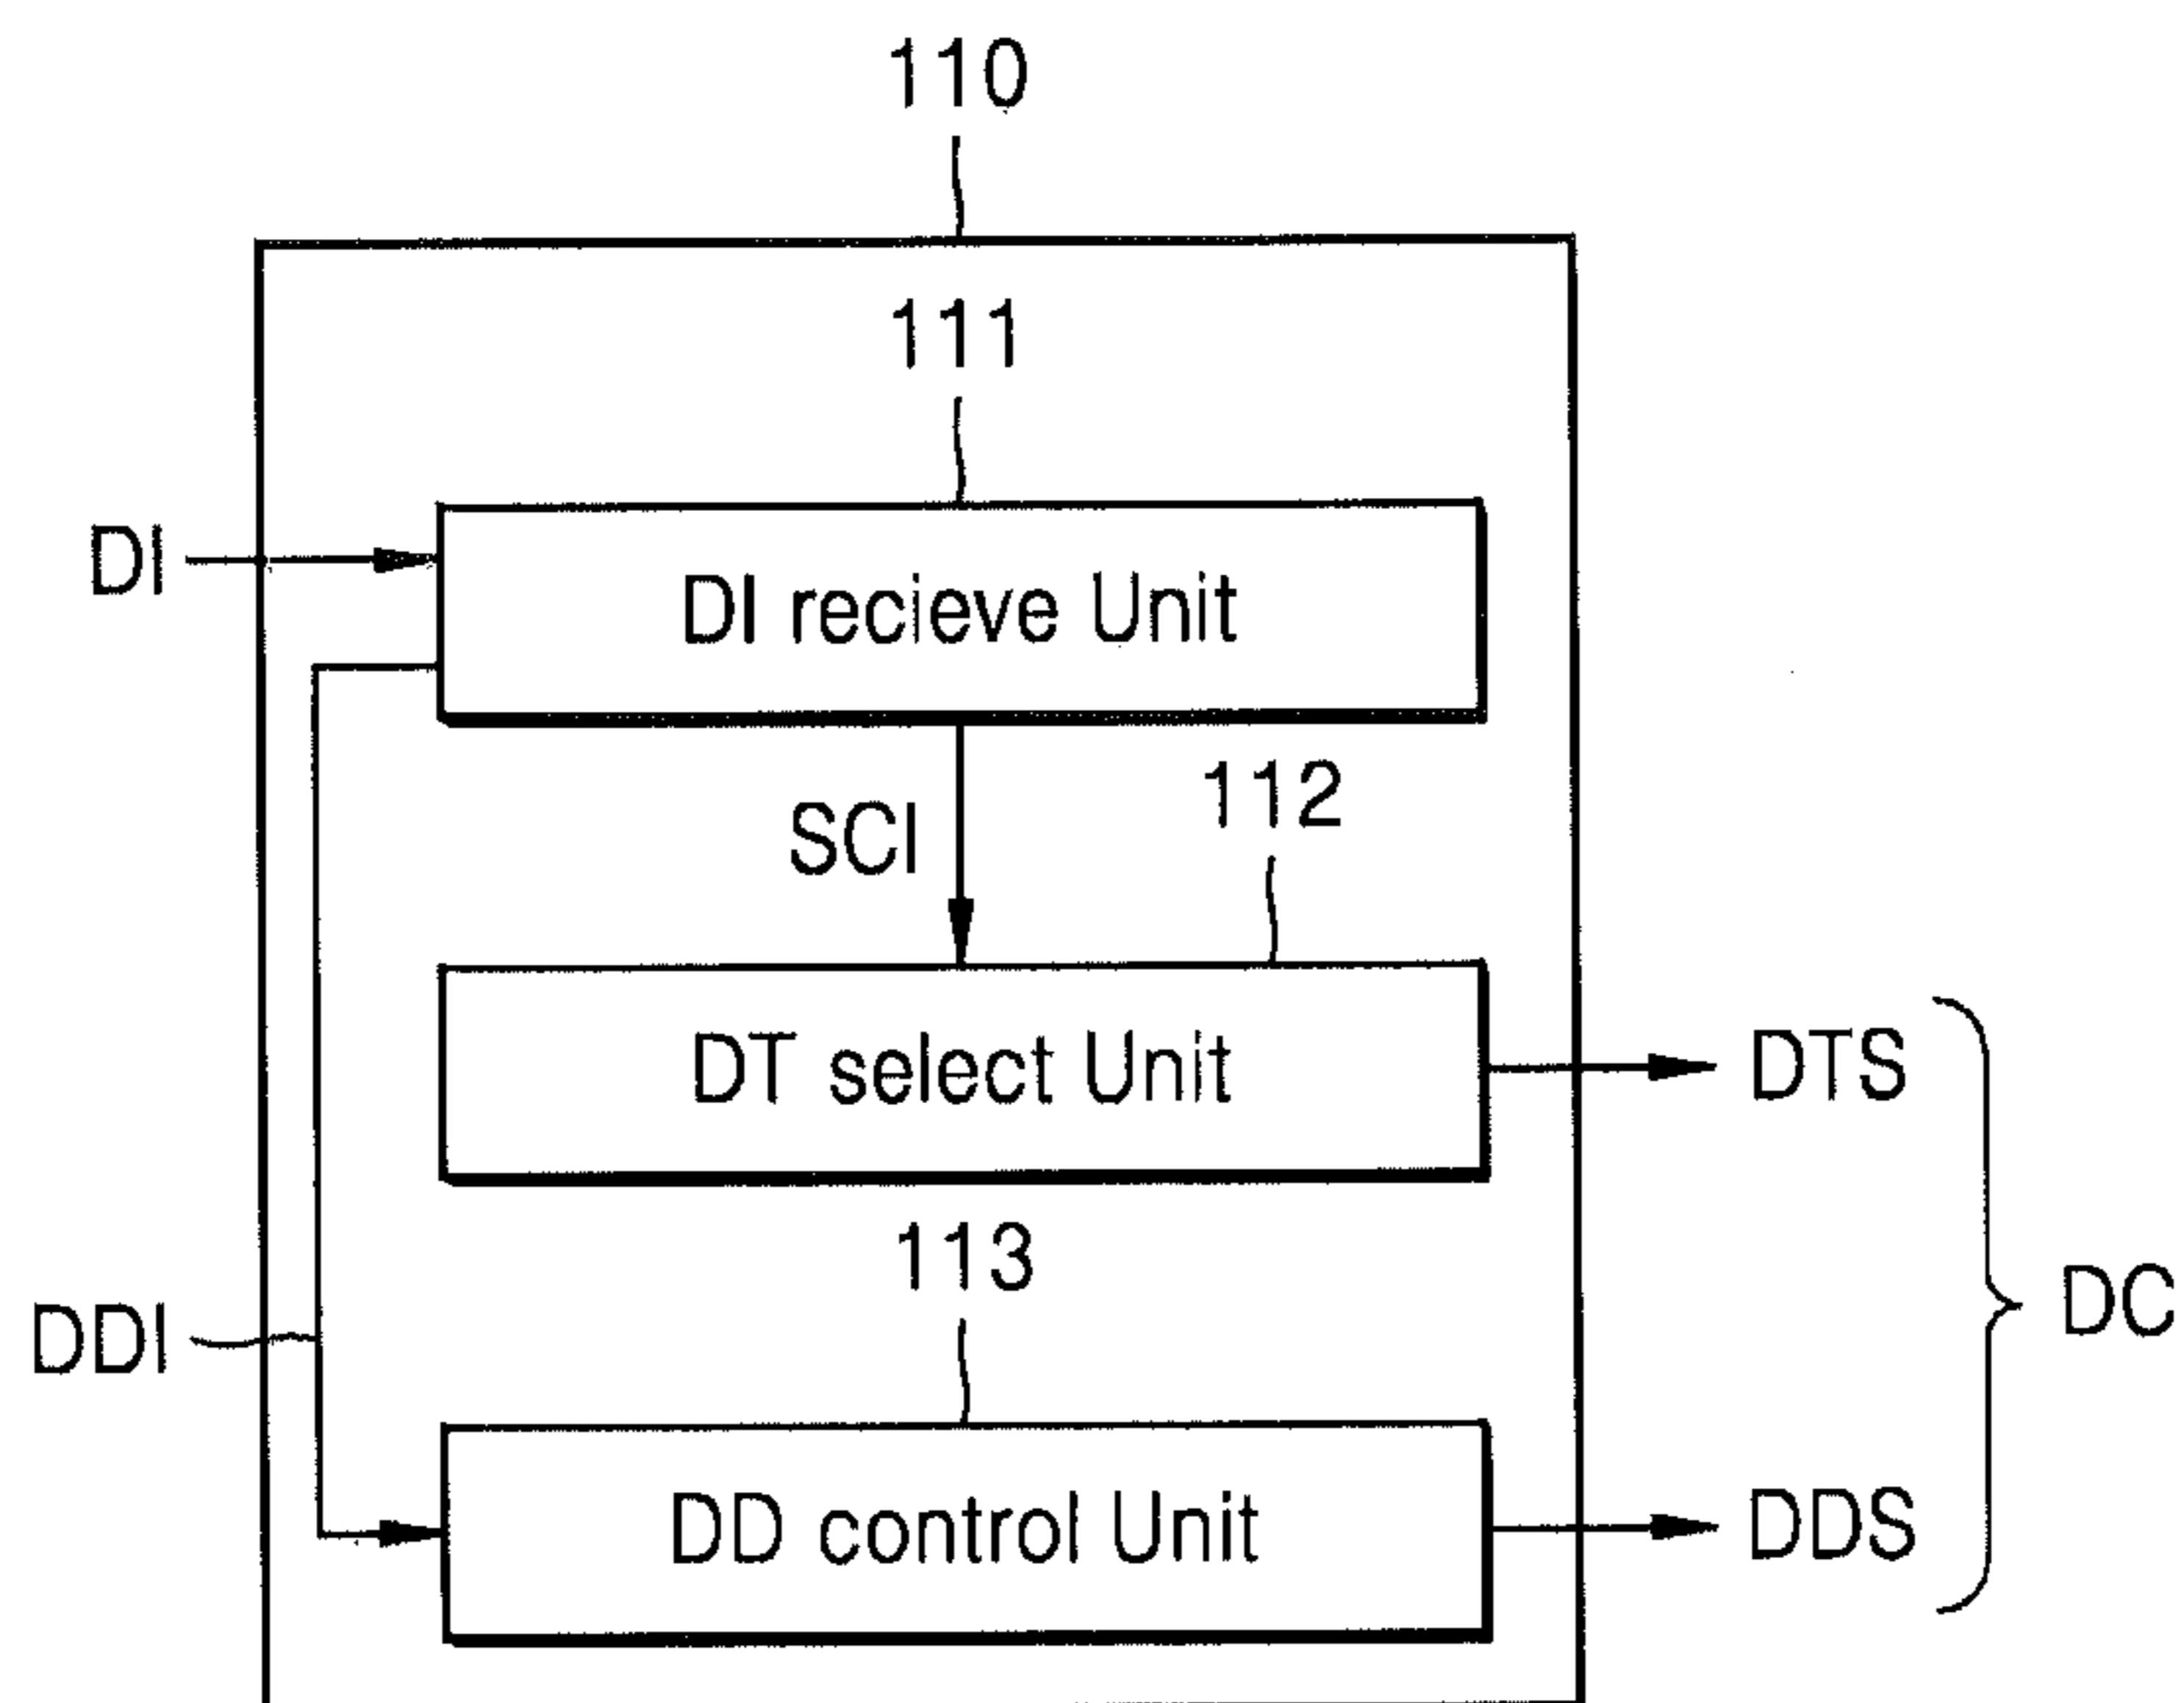 110
111
DI
DI recieve Unit
SCI
112
DT select Unit
DTS
113
DDI
DC
DD control Unit
DDS